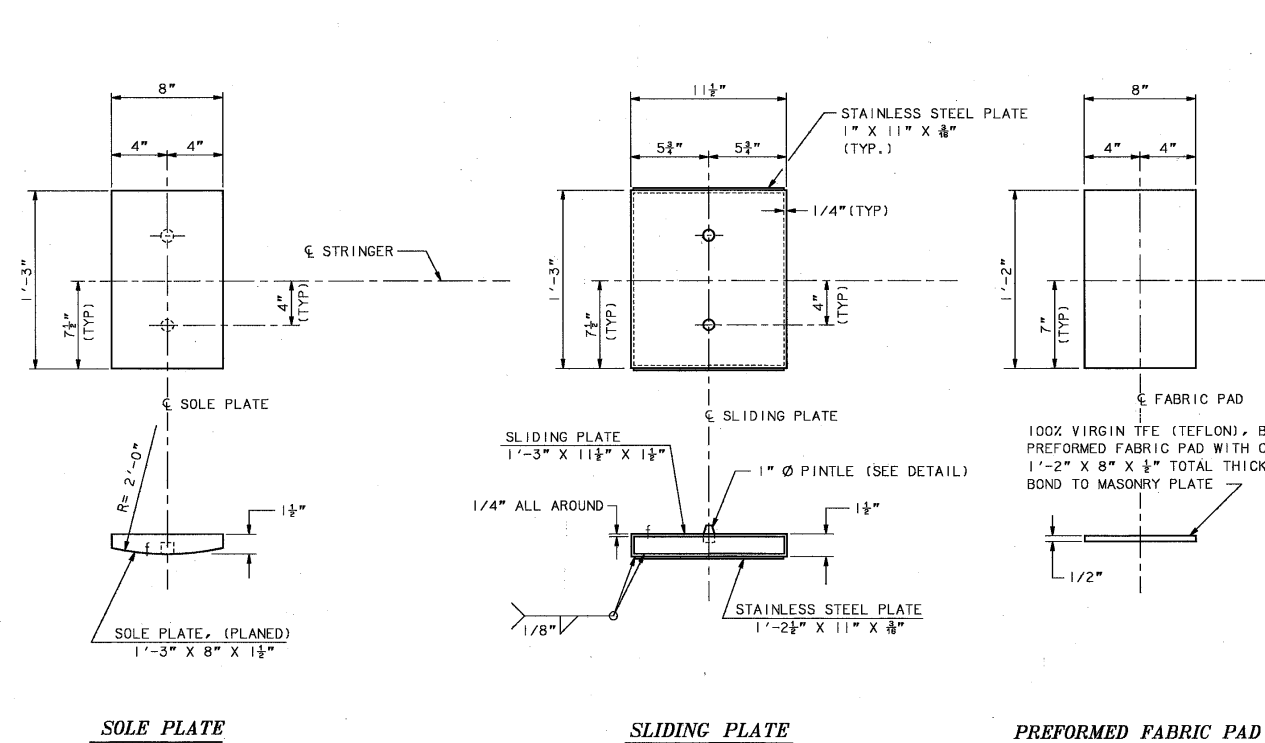 8"
4" 4"
1'-3"
7½"
(TYP)
4"
(TYP)
℄ STRINGER
℄ SOLE PLATE
R= 2'-0"
1½"
f
SOLE PLATE, (PLANED)
1'-3" X 8" X 1½"
SOLE PLATE
11½"
5¾" 5¾"
STAINLESS STEEL PLATE
1" X 11" X 3/16"
(TYP.)
1/4" (TYP)
1'-3"
7½"
(TYP)
4"
(TYP)
℄ SLIDING PLATE
SLIDING PLATE
1'-3" X 11½" X 1½"
1" Ø PINTLE (SEE DETAIL)
1/4" ALL AROUND
f
1½"
1/8"
STAINLESS STEEL PLATE
1'-2½" X 11" X 3/16"
SLIDING PLATE
8"
4" 4"
1'-2"
7"
(TYP)
℄ FABRIC PAD
100% VIRGIN TFE (TEFLON), B
PREFORMED FABRIC PAD WITH
1'-2" X 8" X ½" TOTAL THICK
BOND TO MASONRY PLATE
1/2"
PREFORMED FABRIC PAD